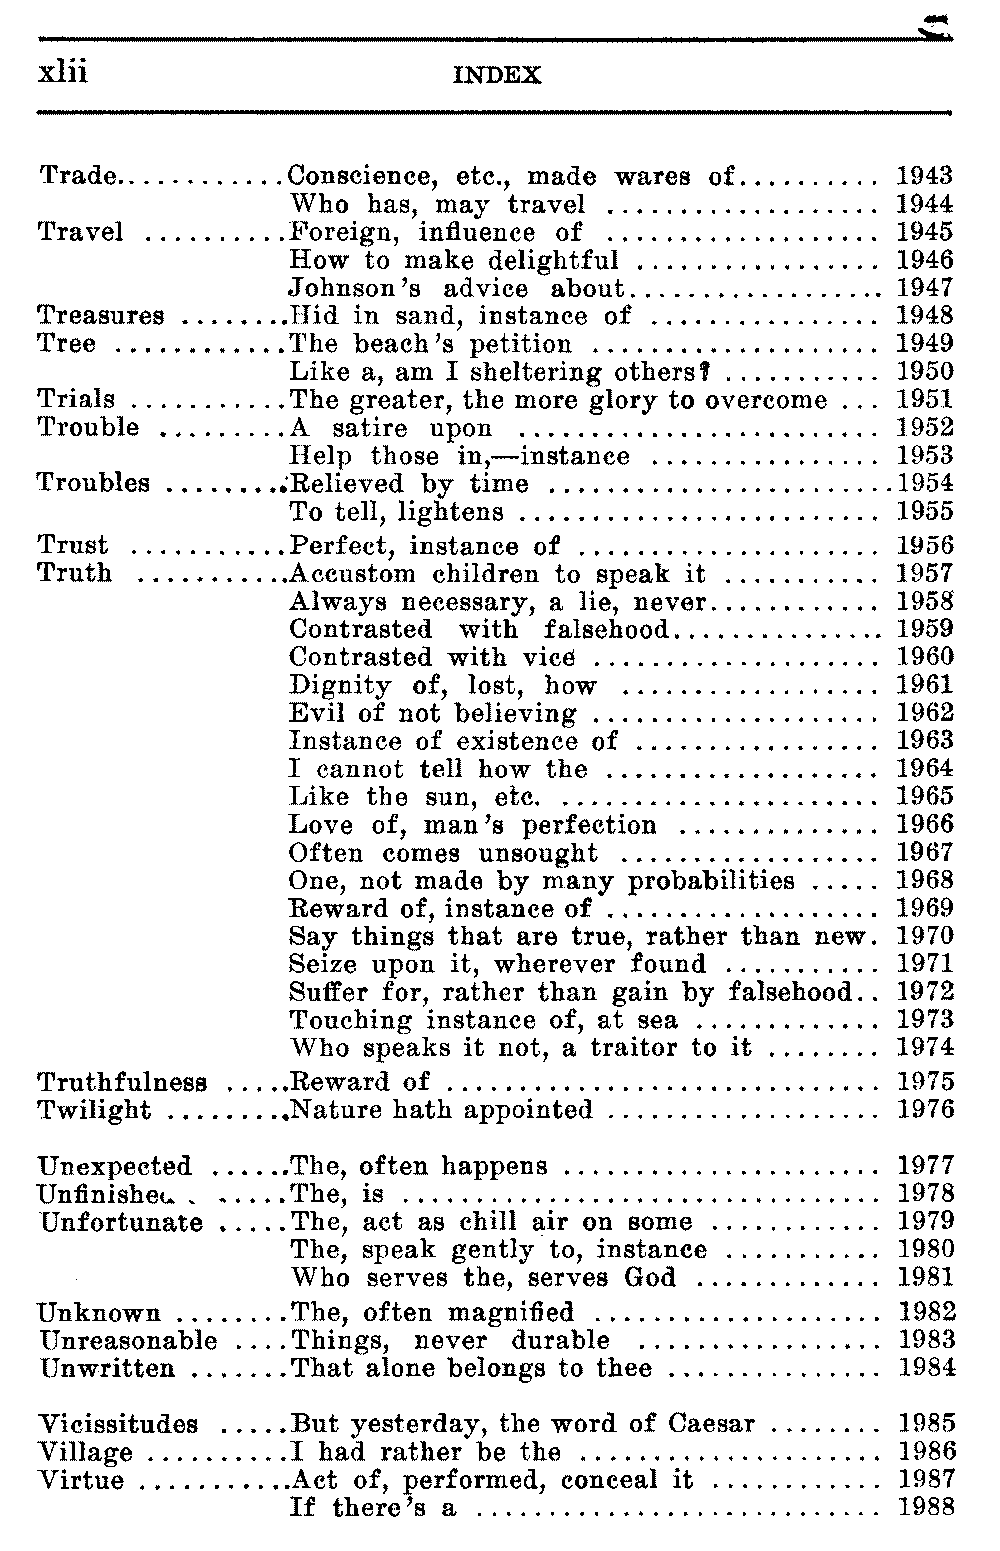 xlii INDEX
Trade............Conscience, etc., made wares of.......... 1943
Who has, may travel ................... 1944
Travel ..........Foreign, influence of ................... 1945
How to make delightful ................. 1946
Johnson's advice about.................. 1947
Treasures ........Hid in sand, instance of ................ 1948
Tree ............The beach's petition .................... 1949
Like a, am I sheltering others? ........... 1950
Trials ...........The greater, the more glory to overcome ... 1951
Trouble .........A satire upon ......................... 1952
Help those in,—instance ................ 1953
Troubles .........Relieved by time ........................1954
To tell, lightens ......................... 1955
Trust ...........Perfect, instance of ..................... 1956
Truth ...........Accustom children to speak it ........... 1957
Always necessary, a lie, never............ 1958
Contrasted with falsehood............... 1959
Contrasted with vice .................... 1960
Dignity of, lost, how .................. 1961
Evil of not believing .................... 1962
Instance of existence of ................. 1963
I cannot tell how the ................... 1964
Like the sun, etc. ...................... 1965
Love of, man's perfection .............. 1966
Often comes unsought .................. 1967
One, not made by many probabilities ..... 1968
Reward of, instance of ................... 1969
Say things that are true, rather than new. 1970
Seize upon it, wherever found ........... 1971
Suffer for, rather than gain by falsehood.. 1972
Touching instance of, at sea ............. 1973
Who speaks it not, a traitor to it ........ 1974
Truthfulness .....Reward of .............................. 1975
Twilight .........Nature hath appointed ................... 1976
Unexpected ......The, often happens ...................... 1977
Unfinished ......The, is ................................. 1978
Unfortunate .....The, act as chill air on some ............ 1979
The, speak gently to, instance ........... 1980
Who serves the, serves God ............. 1981
Unknown ........The, often magnified .................... 1982
Unreasonable ....Things, never durable ................. 1983
Unwritten .......That alone belongs to thee ............... 1984
Vicissitudes .....But yesterday, the word of Caesar ........ 1985
Village ..........I had rather be the ..................... 1986
Virtue ...........Act of, performed, conceal it ............ 1987
If there's a ............................ 1988